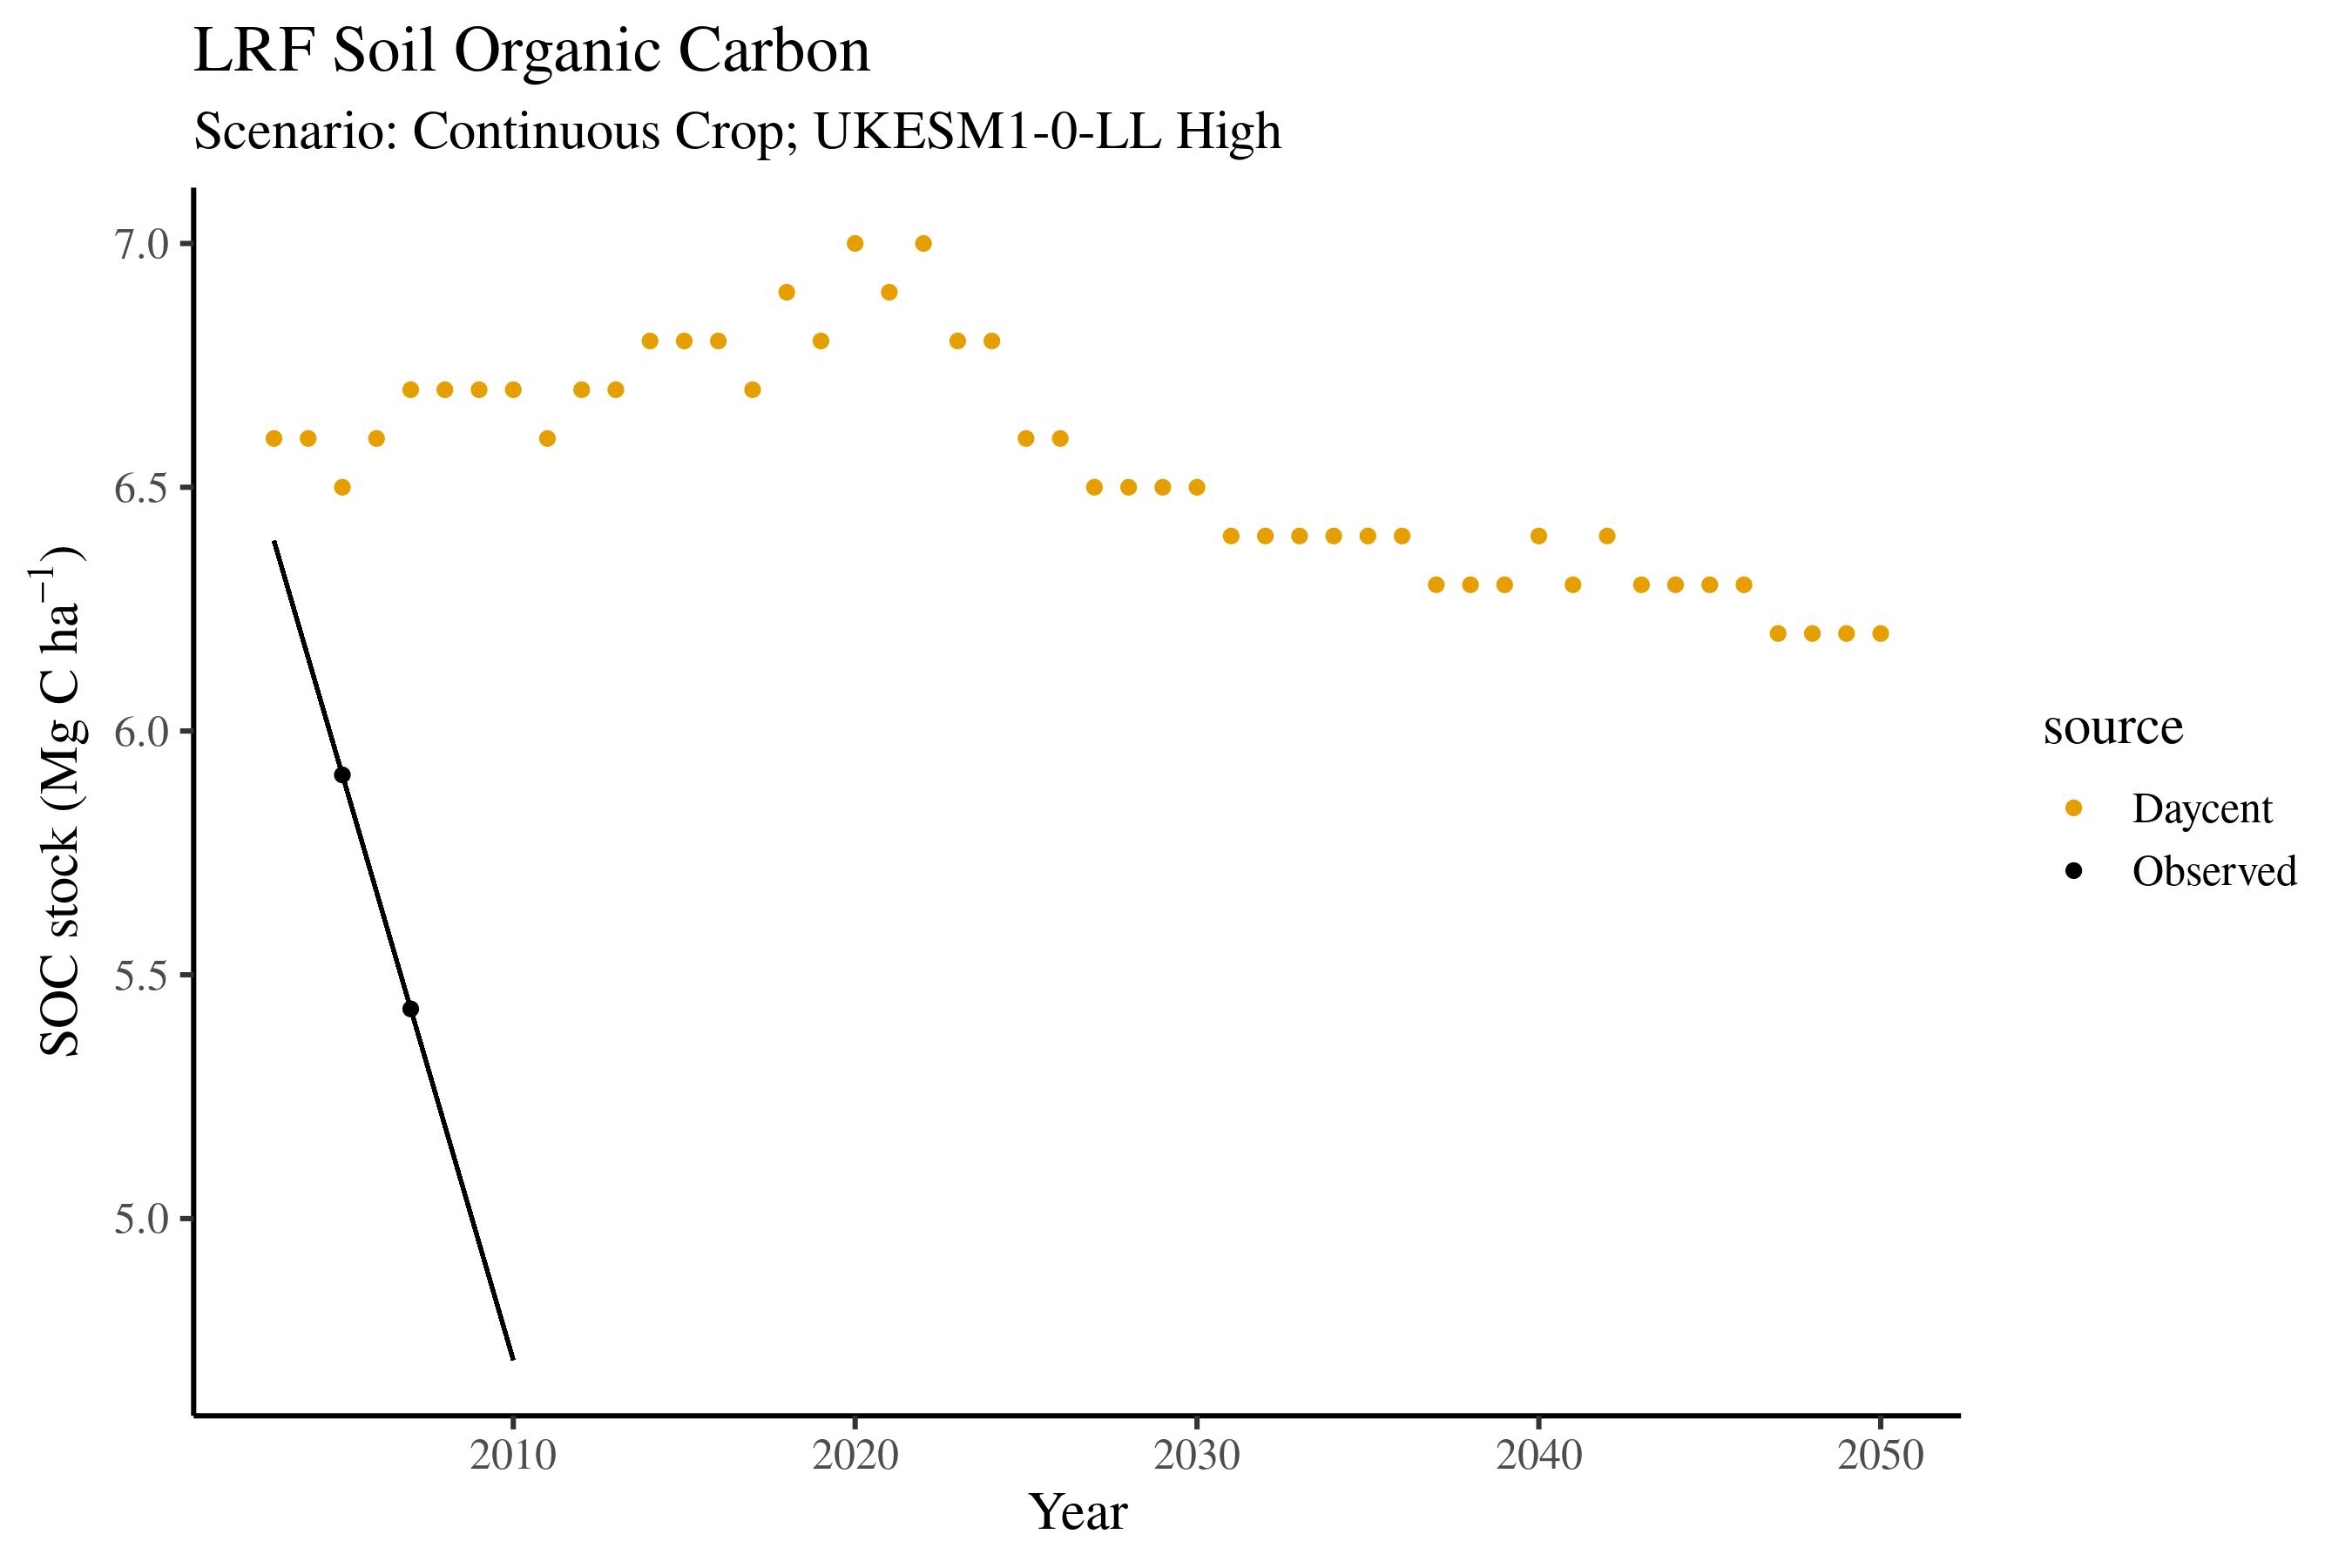 LRF Soil Organic Carbon
Scenario: Continuous Crop; UKESM1-0-LL High
SOC stock (Mg C ha⁻¹)
7.0
6.5
6.0
5.5
5.0
source
Daycent
Observed
2010 2020 2030 2040 2050
Year